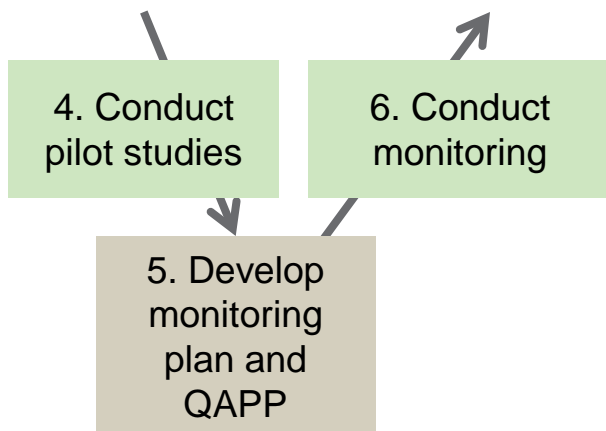 4. Conduct
pilot studies
6. Conduct
monitoring
5. Develop
monitoring
plan and
QAPP